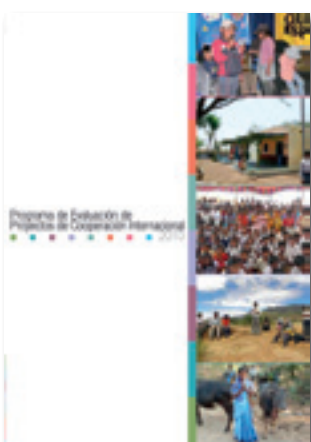 Programa de Evaluación de
Proyectos de Cooperación Internacional
2010